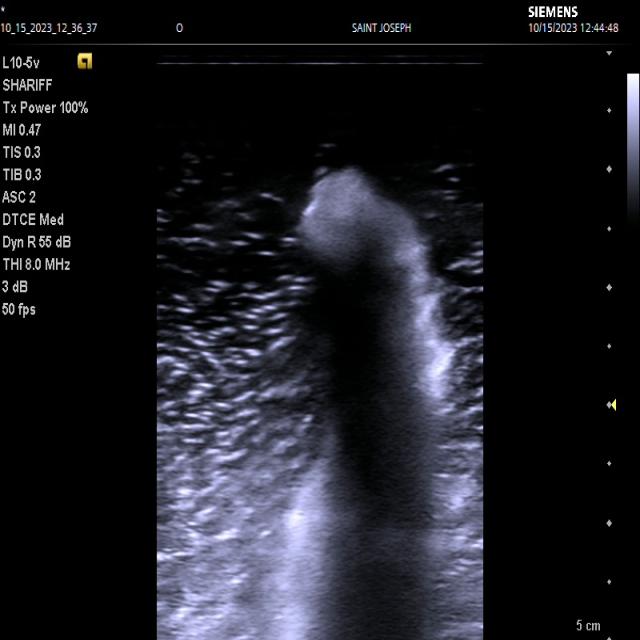 SIEMENS
10_15_2023_12_36_37 O SAINT JOSEPH 10/15/2023 12:44:48
L10-5v
SHARIFF
Tx Power 100%
MI 0.47
TIS 0.3
TIB 0.3
ASC 2
DTCE Med
Dyn R 55 dB
THI 8.0 MHz
3 dB
50 fps
5 cm